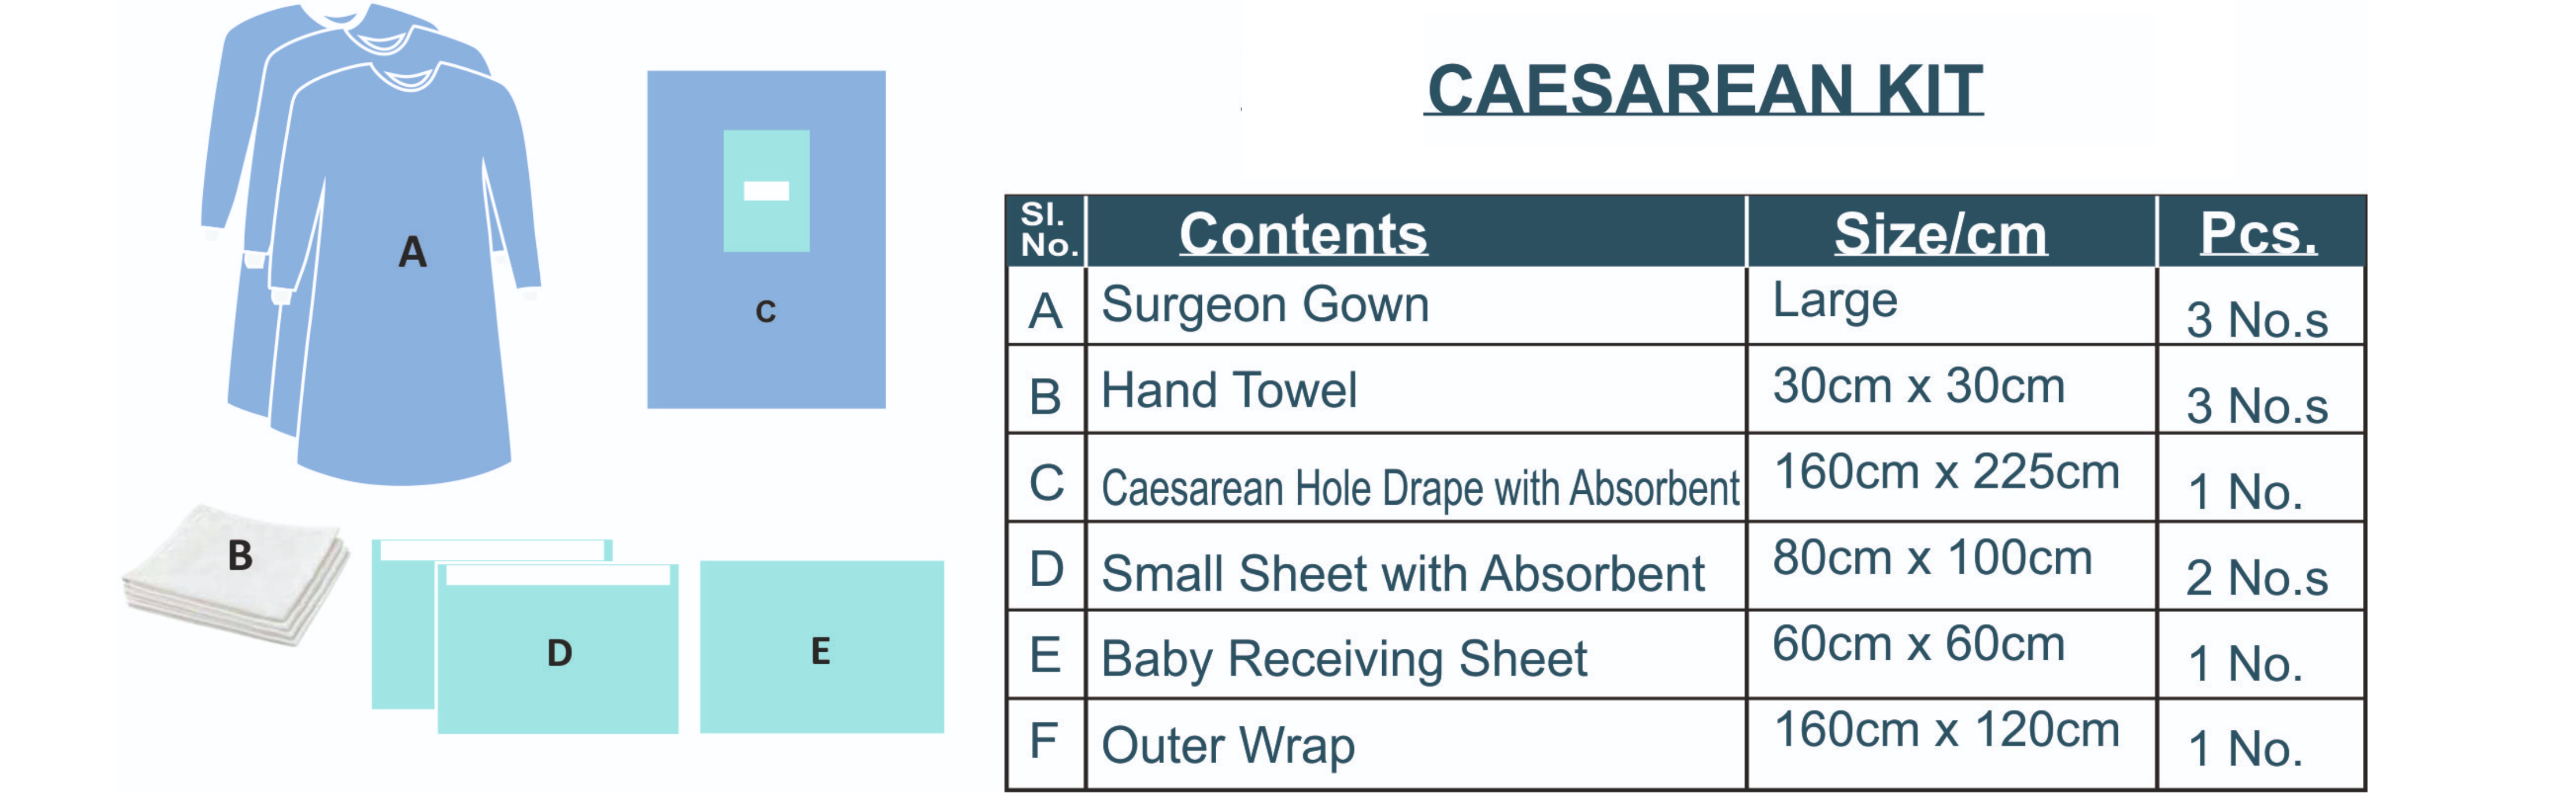 CAESAREAN KIT
Sl. No. Contents Size/cm Pcs.
A Surgeon Gown Large 3 No.s
B Hand Towel 30cm x 30cm 3 No.s
C Caesarean Hole Drape with Absorbent 160cm x 225cm 1 No.
D Small Sheet with Absorbent 80cm x 100cm 2 No.s
E Baby Receiving Sheet 60cm x 60cm 1 No.
F Outer Wrap 160cm x 120cm 1 No.
A
C
B
D
E